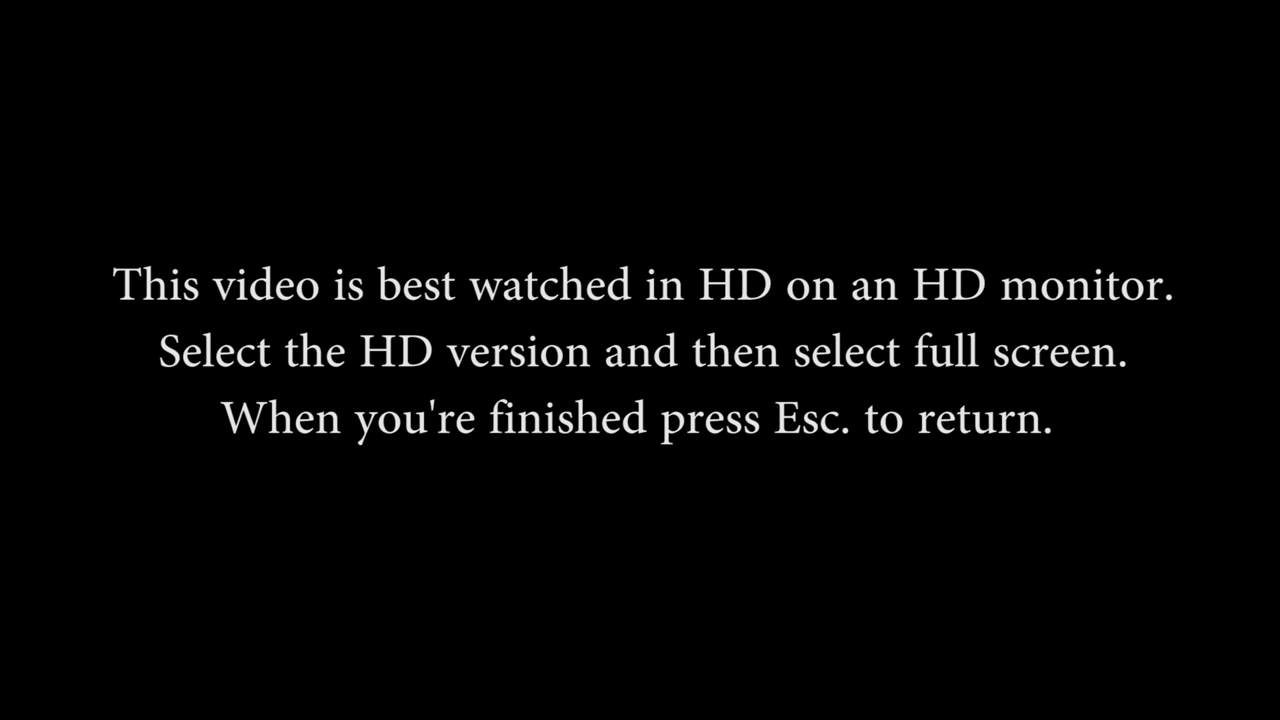 This video is best watched in HD on an HD monitor.
Select the HD version and then select full screen.
When you're finished press Esc. to return.